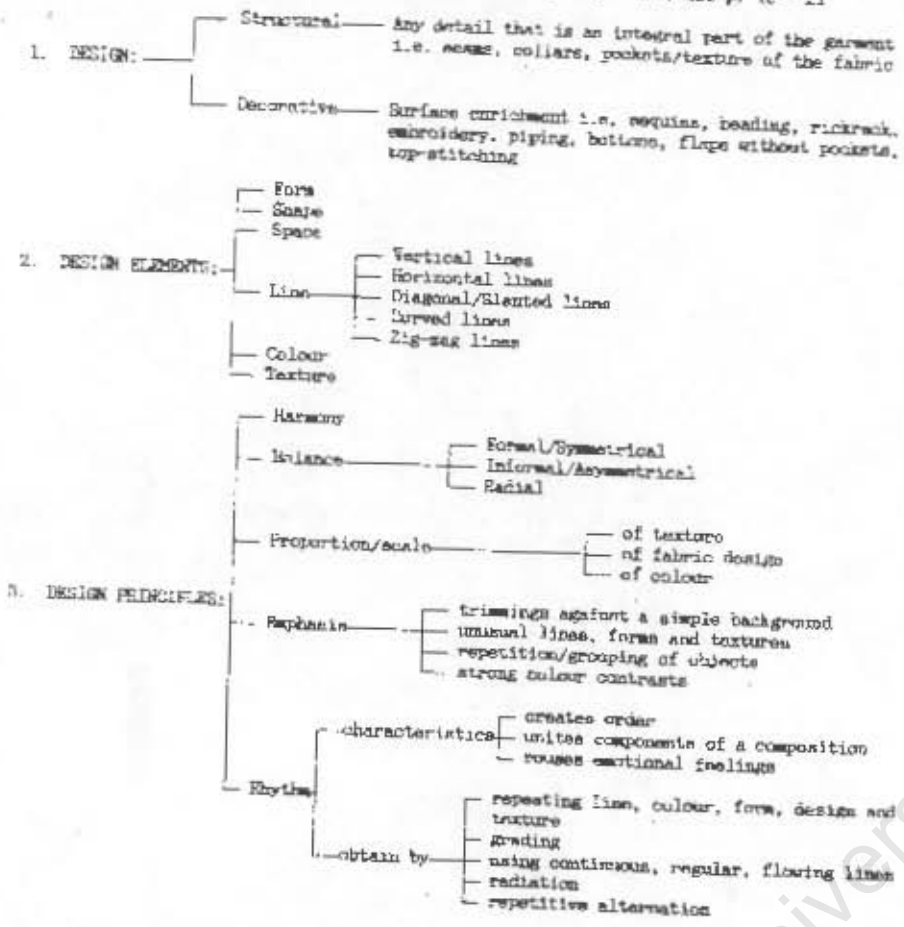 1. DESIGN:
Structural
Any detail that is an integral part of the garment
i.e. seams, collars, pockets/texture of the fabric
Decorative
Surface enrichment i.e. sequins, beading, rickrack,
embroidery, piping, buttons, flaps without pockets,
top-stitching
2. DESIGN ELEMENTS:
Form
Shape
Space
Line
Vertical lines
Horizontal lines
Diagonal/Slanted lines
Curved lines
Zig-zag lines
Colour
Texture
3. DESIGN PRINCIPLES:
Harmony
Balance
Formal/Symmetrical
Informal/Asymmetrical
Radial
Proportion/scale
of texture
of fabric design
of colour
Emphasis
trimmings against a simple background
unusual lines, forms and textures
repetition/grouping of objects
strong colour contrasts
Rhythm
characteristics
creates order
unites components of a composition
rouses emotional feelings
obtain by
repeating line, colour, form, design and
texture
grading
using continuous, regular, flowing lines
radiation
repetitive alternation